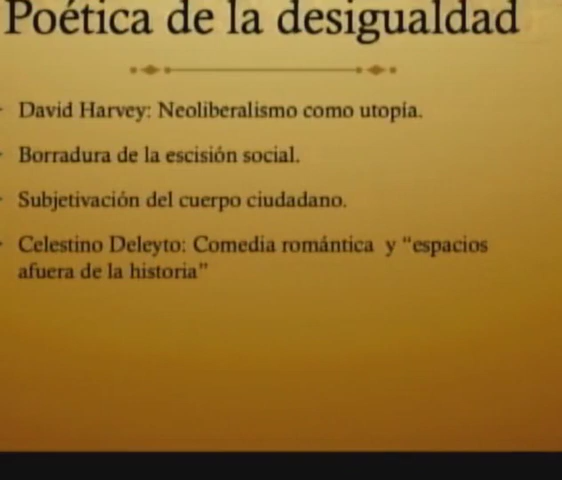 Poética de la desigualdad
David Harvey: Neoliberalismo como utopía.
Borradura de la escisión social.
Subjetivación del cuerpo ciudadano.
Celestino Deleyto: Comedia romántica y "espacios
afuera de la historia"